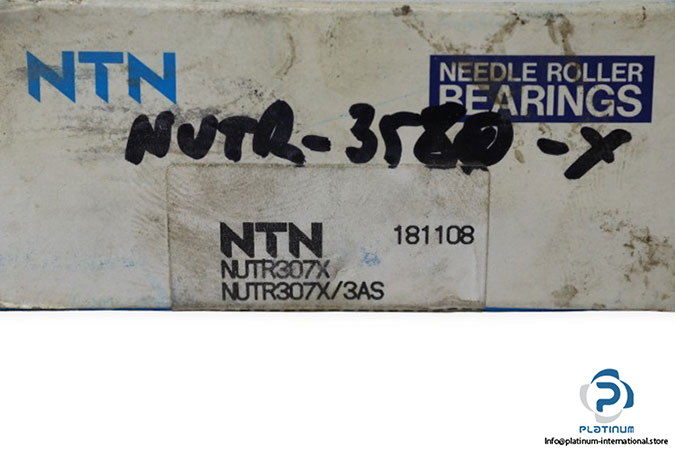 NTN
NEEDLE ROLLER
BEARINGS
NUTR-3580-X
NTN 181108
NUTR307X
NUTR307X/3AS
PLATINUM
Info@platinum-international.store